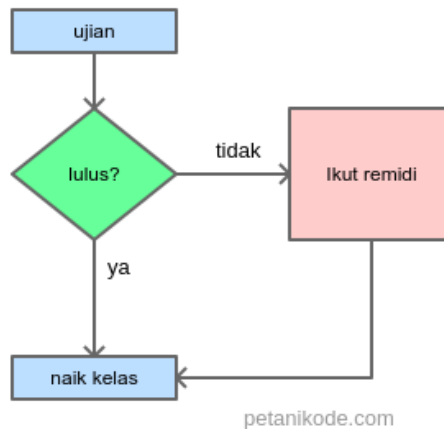 ujian
lulus?
tidak
Ikut remidi
ya
naik kelas
petanikode.com